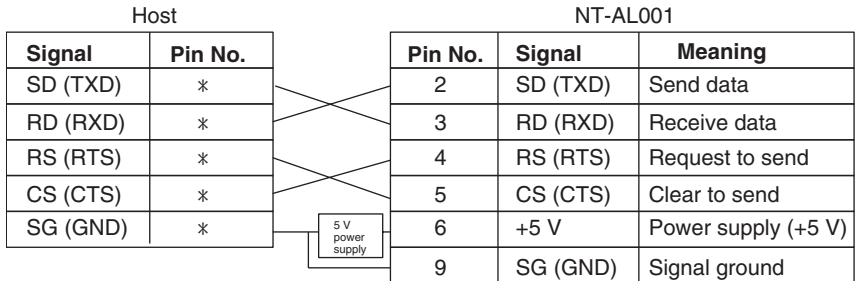 Host NT-AL001
Signal Pin No. Pin No. Signal Meaning
SD (TXD) * 2 SD (TXD) Send data
RD (RXD) * 3 RD (RXD) Receive data
RS (RTS) * 4 RS (RTS) Request to send
CS (CTS) * 5 CS (CTS) Clear to send
SG (GND) * 5 V power supply 6 +5 V Power supply (+5 V)
9 SG (GND) Signal ground